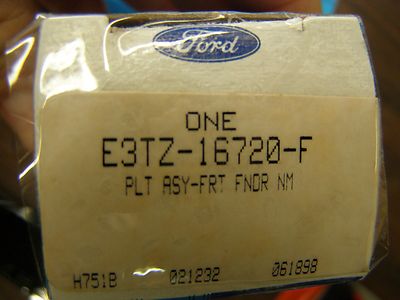 Ford
ONE
E3TZ-16720-F
PLT ASY-FRT FNDR NM
H751B 021232 061898